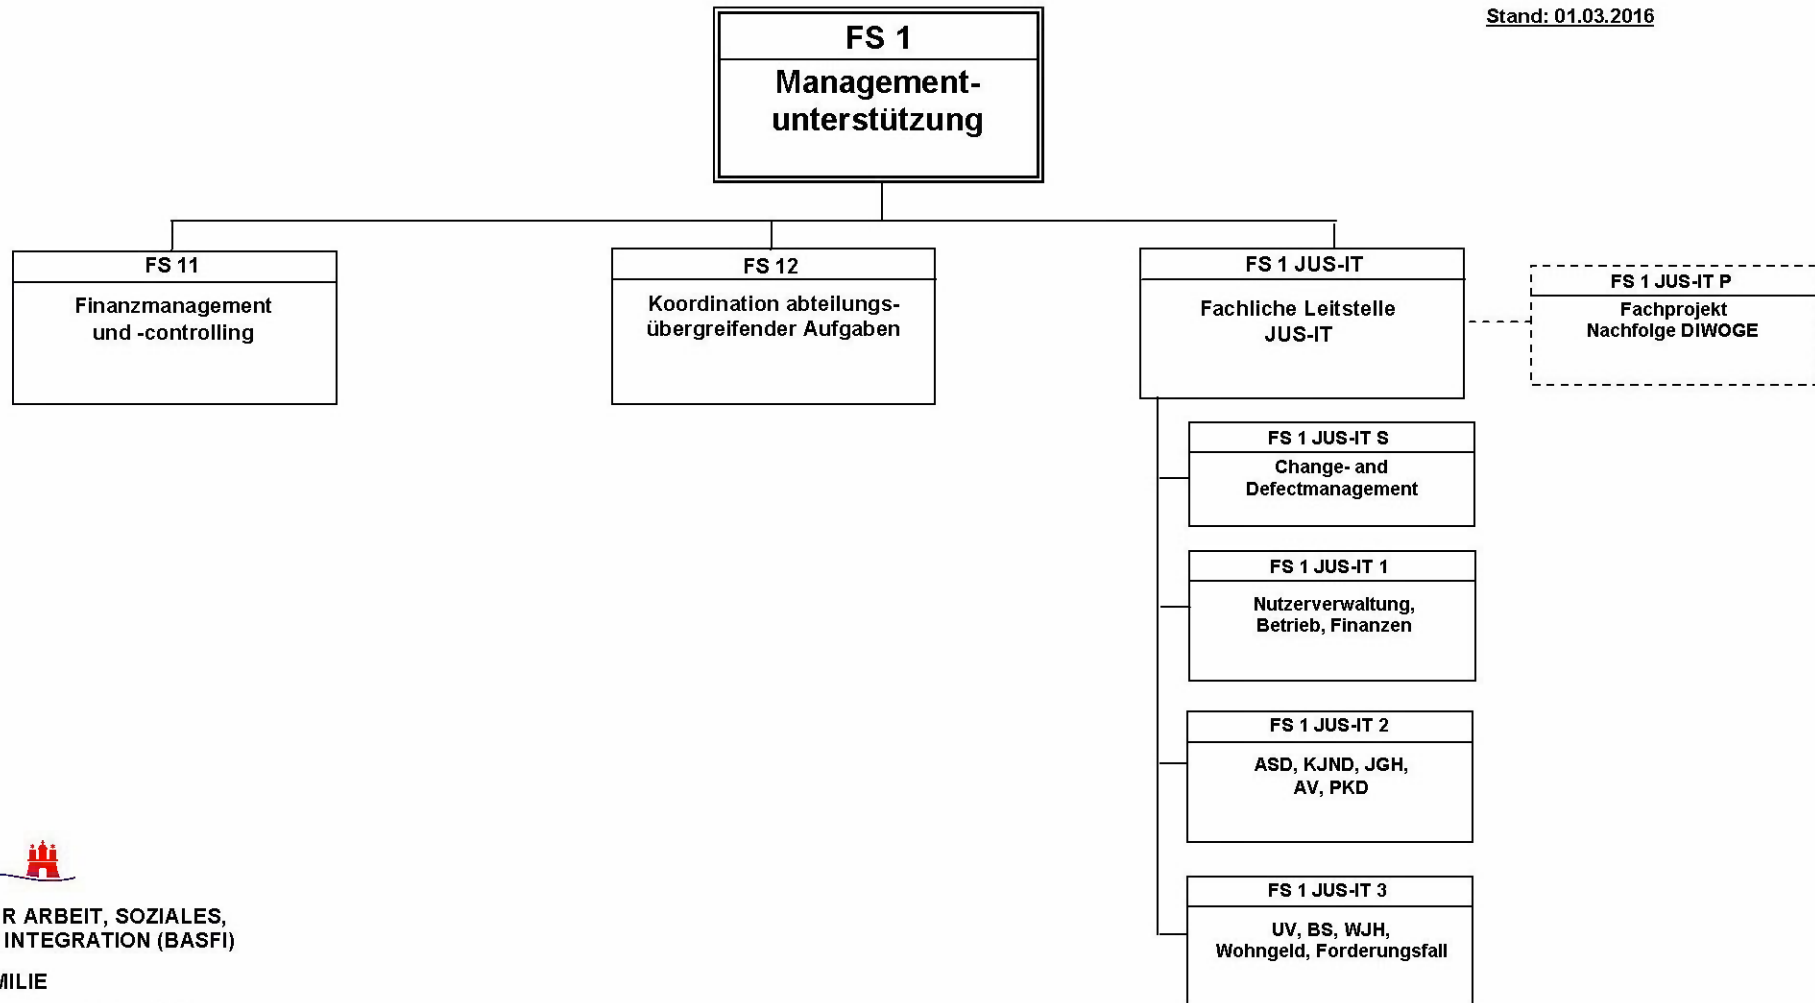 Stand: 01.03.2016
FS 1
Management-
unterstützung
FS 11
Finanzmanagement
und -controlling
FS 12
Koordination abteilungs-
übergreifender Aufgaben
FS 1 JUS-IT
Fachliche Leitstelle
JUS-IT
FS 1 JUS-IT P
Fachprojekt
Nachfolge DIWOGE
FS 1 JUS-IT S
Change- and
Defectmanagement
FS 1 JUS-IT 1
Nutzerverwaltung,
Betrieb, Finanzen
FS 1 JUS-IT 2
ASD, KJND, JGH,
AV, PKD
FS 1 JUS-IT 3
UV, BS, WJH,
Wohngeld, Forderungsfall
R ARBEIT, SOZIALES,
INTEGRATION (BASFI)
MILIE